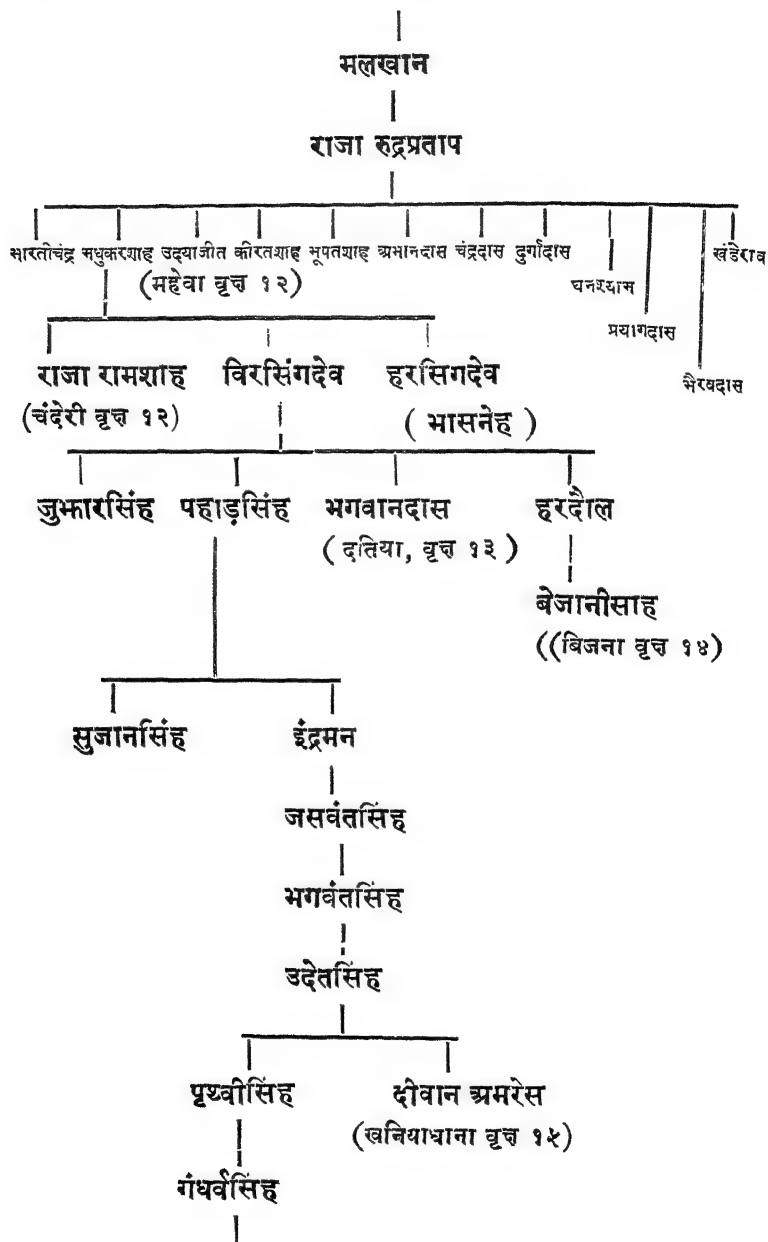 मलखान
राजा रुद्रप्रताप
भारतीचंद्र मधुकरशाह उदयाजीत कीरतशाह भूपतशाह अमानदास चंद्रदास दुर्गादास खंडेराव
(महेवा वृत्त १२) घनश्यास
प्रयागदास
राजा रामशाह विरसिंगदेव हरसिगदेव भैरवदास
(चंदेरी वृत्त १२) ( भासनेह )
जुझारसिंह पहाड़सिंह भगवानदास हरदौल
( दतिया, वृत्त १३ )
बेजानीसाह
((बिजना वृत्त १४)
सुजानसिंह इंद्रमन
जसवंतसिंह
भगवंतसिंह
उदेतसिंह
पृथ्वीसिंह दीवान अमरेस
(खनियाधाना वृत्त १५)
गंधर्वसिंह